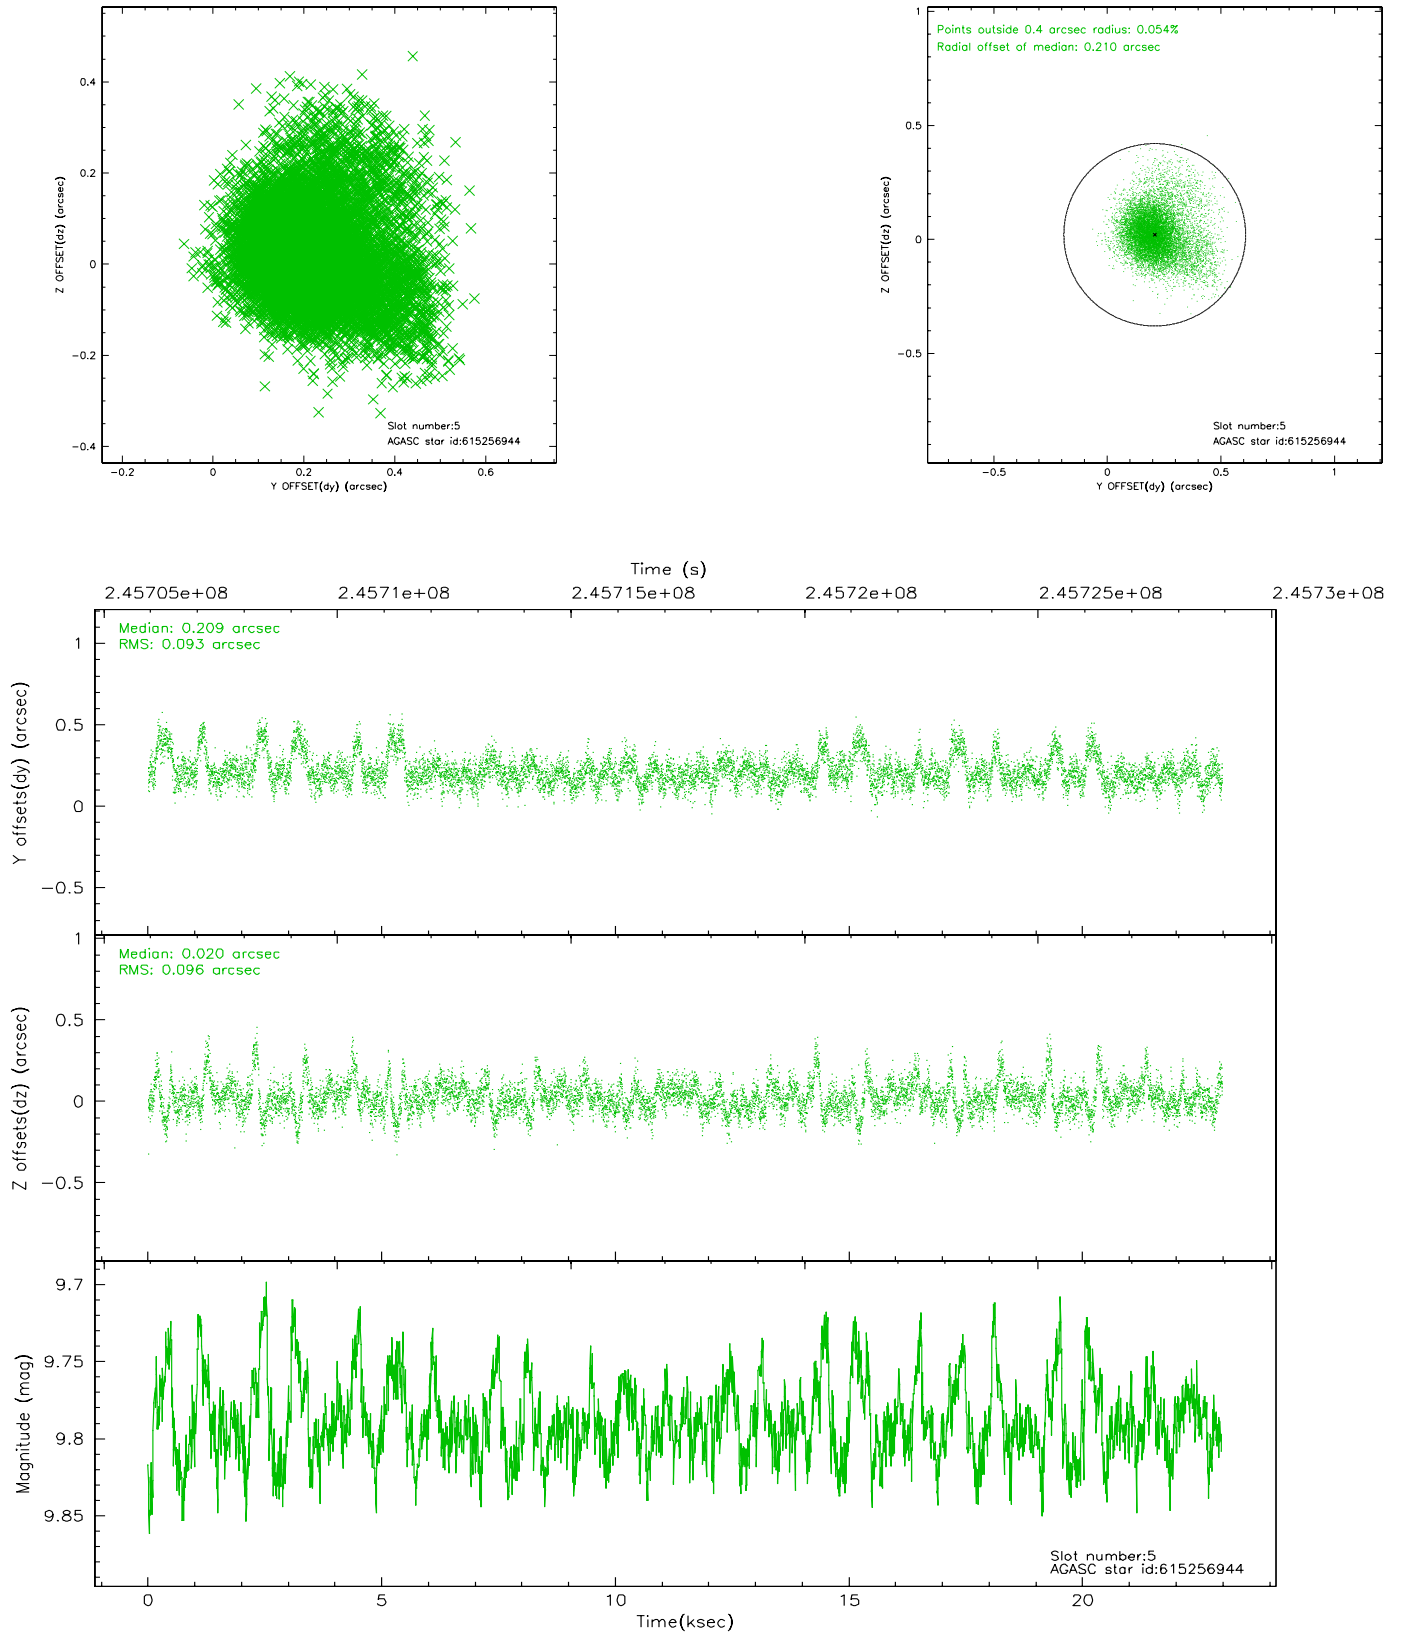 0.4
0.2
0
−0.2
−0.4
Z OFFSET(dz) (arcsec)
Slot number:5
AGASC star id:615256944
−0.2
0
0.2
0.4
0.6
Y OFFSET(dy) (arcsec)
Points outside 0.4 arcsec radius: 0.054%
Radial offset of median: 0.210 arcsec
1
0.5
0
−0.5
Z OFFSET(dz) (arcsec)
Slot number:5
AGASC star id:615256944
−0.5
0
0.5
1
Y OFFSET(dy) (arcsec)
Time (s)
2.45705e+08
2.4571e+08
2.45715e+08
2.4572e+08
2.45725e+08
2.4573e+08
Median: 0.209 arcsec
RMS: 0.093 arcsec
1
0.5
0
−0.5
Y offsets(dy) (arcsec)
Median: 0.020 arcsec
RMS: 0.096 arcsec
1
0.5
0
−0.5
Z offsets(dz) (arcsec)
9.7
9.75
9.8
9.85
Magnitude (mag)
Slot number:5
AGASC star id:615256944
0
5
10
15
20
Time(ksec)